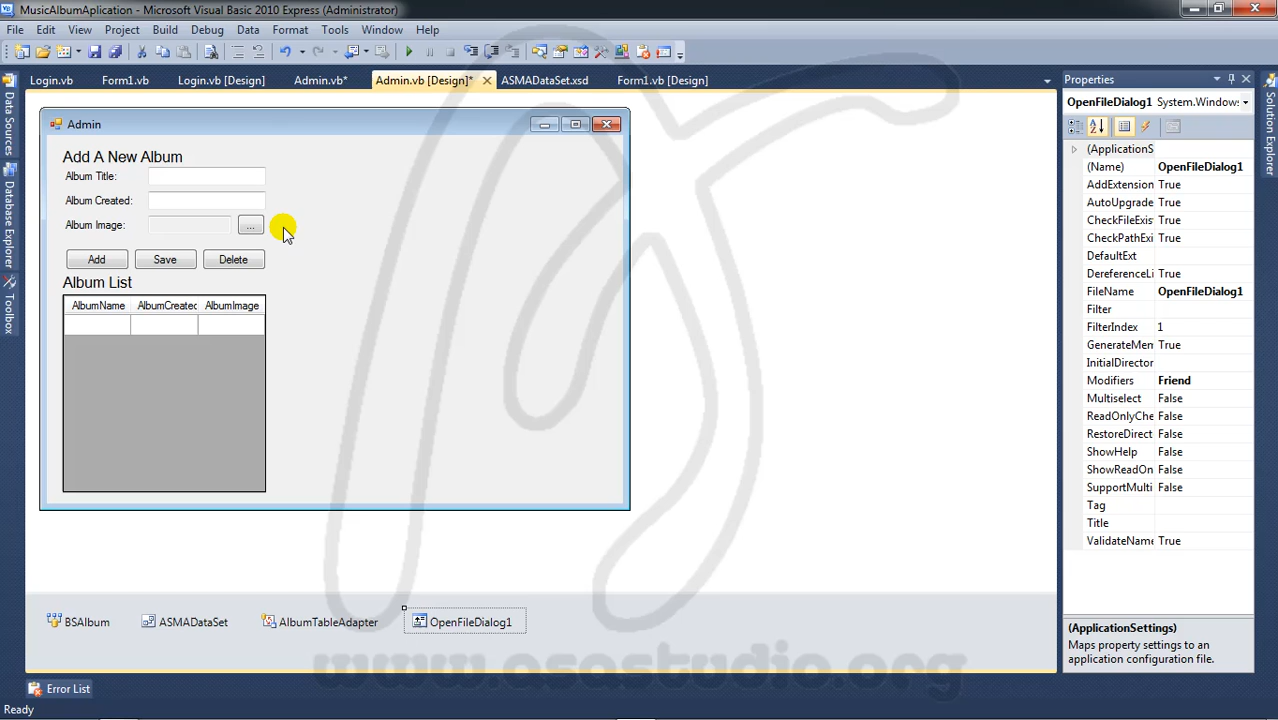 MusicAlbumAplication - Microsoft Visual Basic 2010 Express (Administrator)
File Edit View Project Build Debug Data Format Tools Window Help
Login.vb Form1.vb Login.vb [Design] Admin.vb* Admin.vb [Design]* ASMADataSet.xsd Form1.vb [Design]
Data Sources
Database Explorer
Toolbox
Admin
Add A New Album
Album Title:
Album Created:
Album Image: ...
Add Save Delete
Album List
AlbumName AlbumCreated AlbumImage
BSAlbum ASMADataSet AlbumTableAdapter OpenFileDialog1
www.asastudio.org
Error List
Ready
Properties
OpenFileDialog1 System.Windows
(ApplicationS
(Name) OpenFileDialog1
AddExtension True
AutoUpgrade True
CheckFileExis True
CheckPathExi True
DefaultExt
DereferenceLi True
FileName OpenFileDialog1
Filter
FilterIndex 1
GenerateMem True
InitialDirector
Modifiers Friend
Multiselect False
ReadOnlyChe False
RestoreDirect False
ShowHelp False
ShowReadOn False
SupportMulti False
Tag
Title
ValidateName True
(ApplicationSettings)
Maps property settings to an
application configuration file.
Solution Explorer